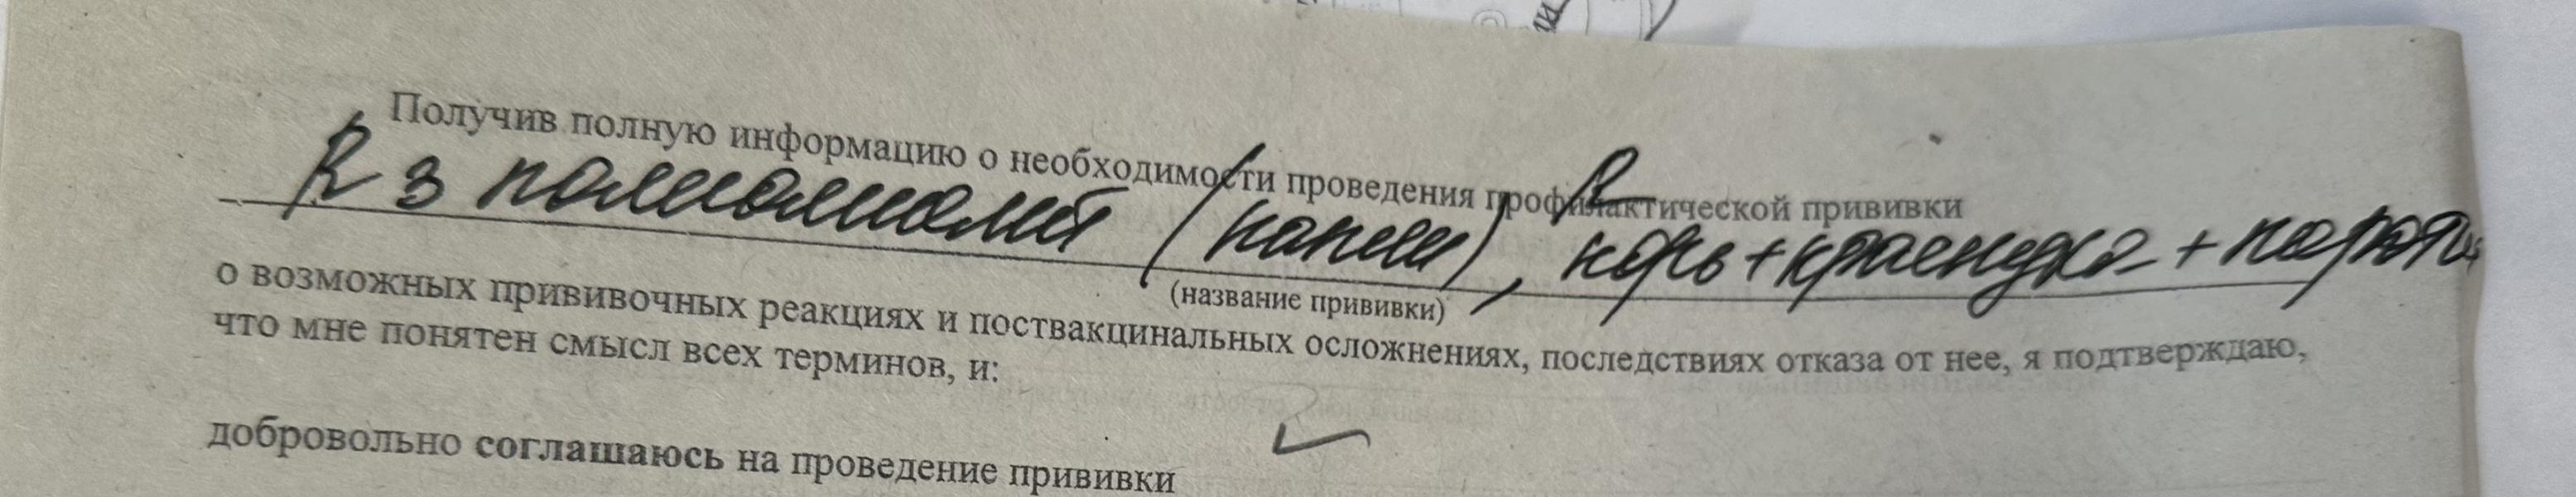 Получив полную информацию о необходимости проведения профилактической прививки
R 3 полиомиелит (капли), R корь + краснуха + пароти
(название прививки)
о возможных прививочных реакциях и поствакцинальных осложнениях, последствиях отказа от нее, я подтверждаю,
что мне понятен смысл всех терминов, и:
добровольно соглашаюсь на проведение прививки